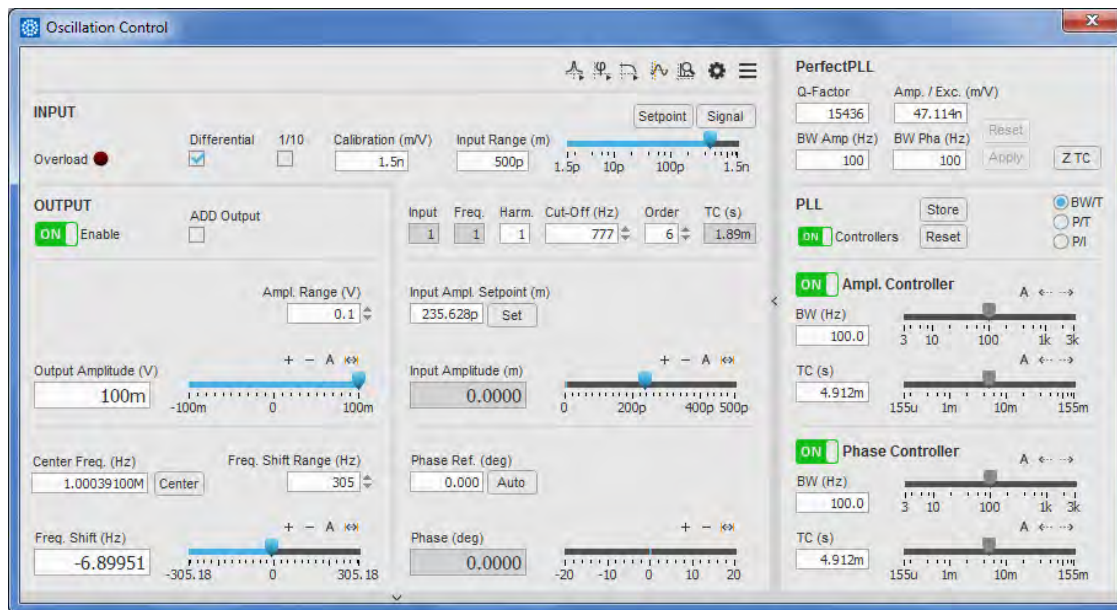 Oscillation Control
INPUT
Setpoint Signal
Overload
Differential 1/10 Calibration (m/V) Input Range (m)
1.5n 500p
1.5p 10p 100p 1.5n
OUTPUT
ON Enable
ADD Output
Input Freq. Harm. Cut-Off (Hz) Order TC (s)
1 1 1 777 6 1.89m
Ampl. Range (V)
0.1
Input Ampl. Setpoint (m)
235.628p Set
Output Amplitude (V)
100m
+ - A
-100m 0 100m
Input Amplitude (m)
0.0000
+ - A
0 200p 400p 500p
Center Freq. (Hz)
1.00039100M Center
Freq. Shift Range (Hz)
305
Phase Ref. (deg)
0.000 Auto
Freq. Shift (Hz)
-6.89951
+ - A
-305.18 0 305.18
Phase (deg)
0.0000
+ -
-20 -10 0 10 20
PerfectPLL
Q-Factor Amp. / Exc. (m/V)
15436 47.114n
BW Amp (Hz) BW Pha (Hz)
100 100
Reset
Apply
Z TC
PLL
ON Controllers
Store
Reset
BW/T
P/T
P/I
ON Ampl. Controller
BW (Hz)
100.0
A
3 10 100 1k 3k
TC (s)
4.912m
A
155u 1m 10m 155m
ON Phase Controller
BW (Hz)
100.0
A
3 10 100 1k 3k
TC (s)
4.912m
A
155u 1m 10m 155m